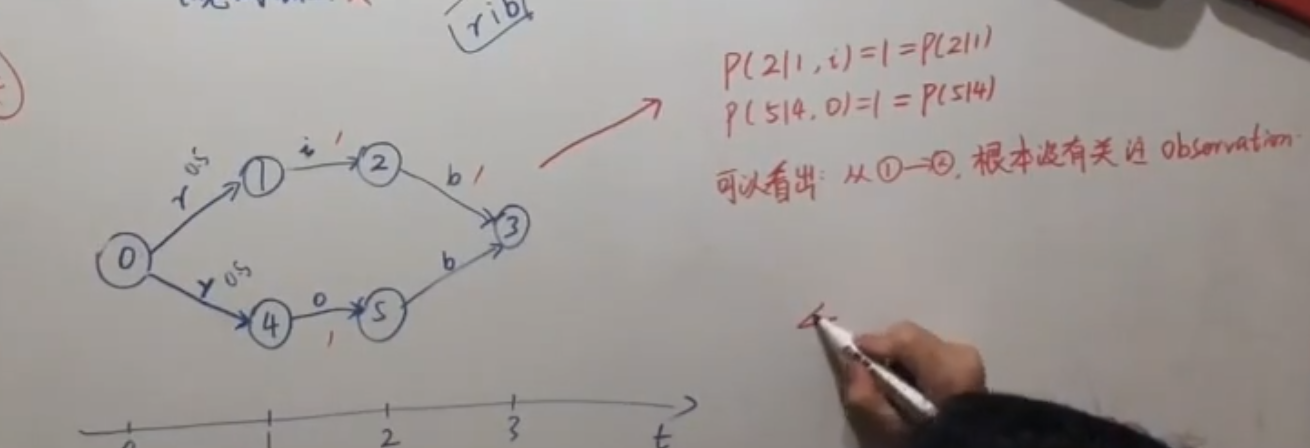 rib
P(2|1, i)=1=P(2|1)
P(5|4, o)=1=P(5|4)
可以看出: 从①→②, 根本没有关注 Observation.
r 0.5
① i 1 ②
b 1
0
③
r 0.5
b
④ o ⑤
1
1 2 3 t